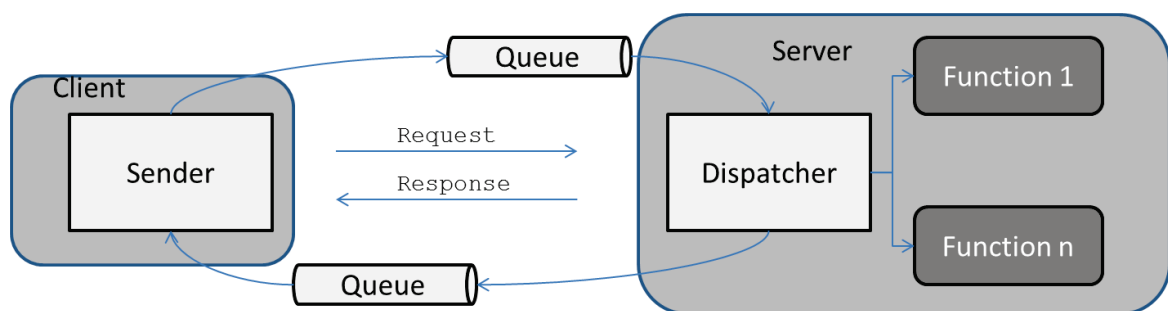 Queue
Server
Client
Function 1
Request
Sender
Dispatcher
Response
Function n
Queue